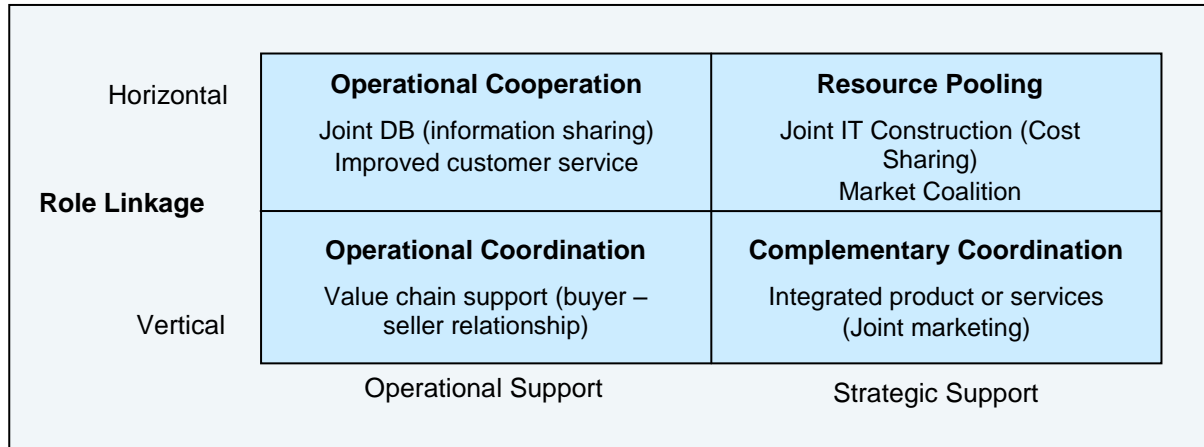 Horizontal
Operational Cooperation
Joint DB (information sharing)
Improved customer service
Resource Pooling
Joint IT Construction (Cost
Sharing)
Market Coalition
Role Linkage
Vertical
Operational Coordination
Value chain support (buyer –
seller relationship)
Complementary Coordination
Integrated product or services
(Joint marketing)
Operational Support
Strategic Support